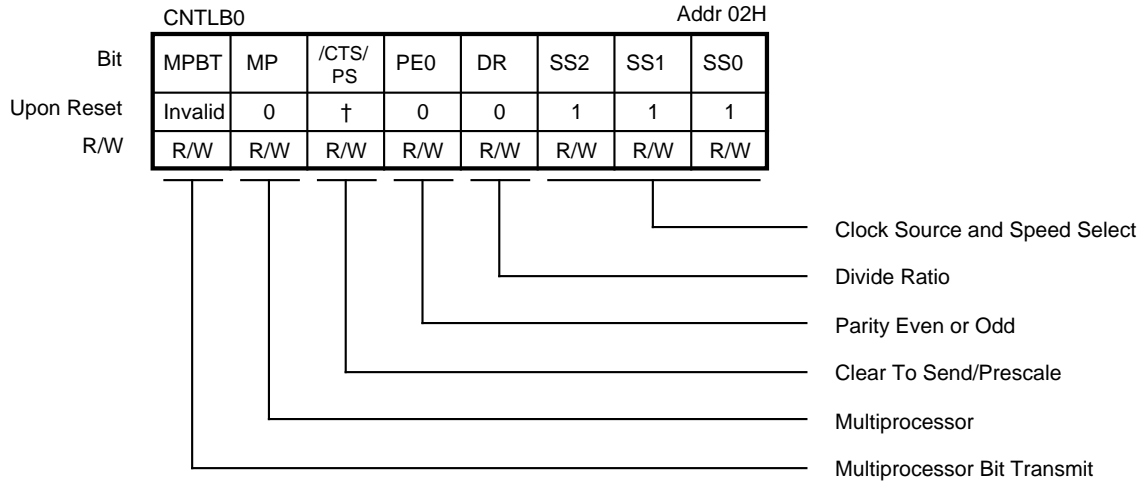 CNTLB0 Addr 02H
Bit MPBT MP /CTS/ PS PE0 DR SS2 SS1 SS0
Upon Reset Invalid 0 † 0 0 1 1 1
R/W R/W R/W R/W R/W R/W R/W R/W R/W
Clock Source and Speed Select
Divide Ratio
Parity Even or Odd
Clear To Send/Prescale
Multiprocessor
Multiprocessor Bit Transmit